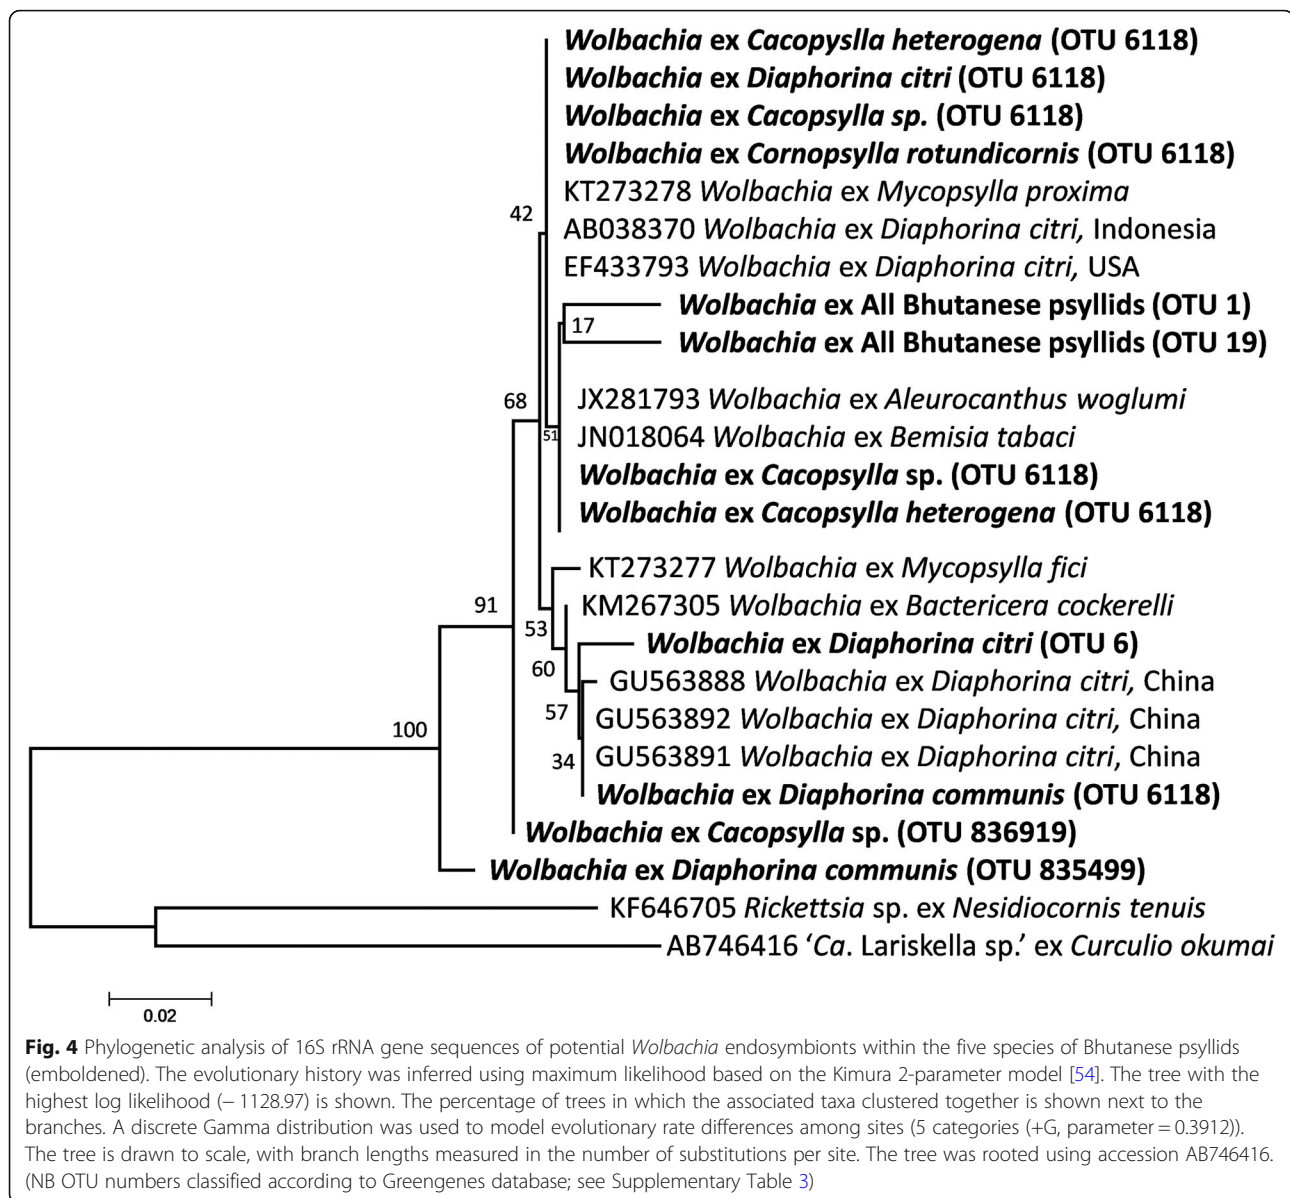 Wolbachia ex Cacopyslla heterogena (OTU 6118)
Wolbachia ex Diaphorina citri (OTU 6118)
Wolbachia ex Cacopsylla sp. (OTU 6118)
Wolbachia ex Cornopsylla rotundicornis (OTU 6118)
KT273278 Wolbachia ex Mycopsylla proxima
42
AB038370 Wolbachia ex Diaphorina citri, Indonesia
EF433793 Wolbachia ex Diaphorina citri, USA
Wolbachia ex All Bhutanese psyllids (OTU 1)
17
Wolbachia ex All Bhutanese psyllids (OTU 19)
68
JX281793 Wolbachia ex Aleurocanthus woglumi
51
JN018064 Wolbachia ex Bemisia tabaci
Wolbachia ex Cacopsylla sp. (OTU 6118)
Wolbachia ex Cacopsylla heterogena (OTU 6118)
KT273277 Wolbachia ex Mycopsylla fici
91
KM267305 Wolbachia ex Bactericera cockerelli
53
Wolbachia ex Diaphorina citri (OTU 6)
60
GU563888 Wolbachia ex Diaphorina citri, China
57
GU563892 Wolbachia ex Diaphorina citri, China
100
GU563891 Wolbachia ex Diaphorina citri, China
34
Wolbachia ex Diaphorina communis (OTU 6118)
Wolbachia ex Cacopsylla sp. (OTU 836919)
Wolbachia ex Diaphorina communis (OTU 835499)
KF646705 Rickettsia sp. ex Nesidiocornis tenuis
AB746416 ‘Ca. Lariskella sp.’ ex Curculio okumai
0.02
Fig. 4 Phylogenetic analysis of 16S rRNA gene sequences of potential Wolbachia endosymbionts within the five species of Bhutanese psyllids
(emboldened). The evolutionary history was inferred using maximum likelihood based on the Kimura 2-parameter model [54]. The tree with the
highest log likelihood (− 1128.97) is shown. The percentage of trees in which the associated taxa clustered together is shown next to the
branches. A discrete Gamma distribution was used to model evolutionary rate differences among sites (5 categories (+G, parameter = 0.3912)).
The tree is drawn to scale, with branch lengths measured in the number of substitutions per site. The tree was rooted using accession AB746416.
(NB OTU numbers classified according to Greengenes database; see Supplementary Table 3)